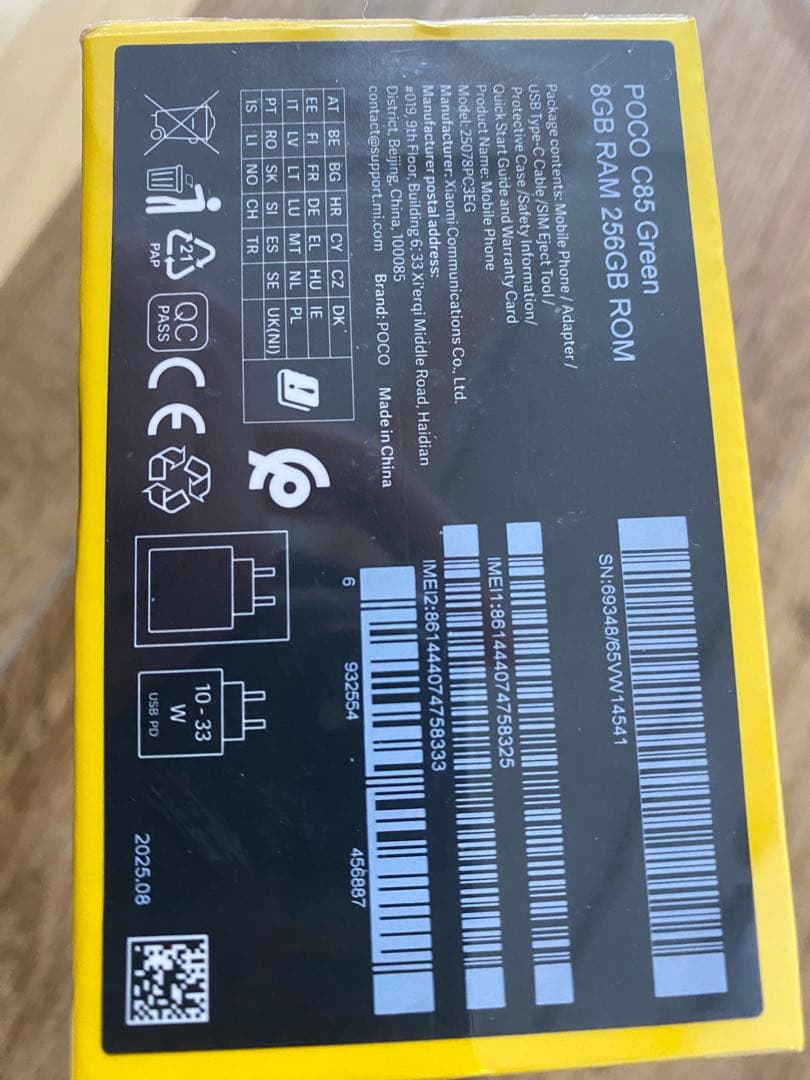 POCO C85 Green
8GB RAM 256GB ROM
Package contents: Mobile Phone / Adapter /
USB Type-C Cable /SIM Eject Tool /
Protective Case /Safety Information/
Quick Start Guide and Warranty Card
Product Name: Mobile Phone
Model: 25078PC3EG
Manufacturer: Xiaomi Communications Co., Ltd.
Manufacturer postal address:
#019, 9th Floor, Building 6, 33 Xi'erqi Middle Road, Haidian
District, Beijing, China, 100085
contact@support.mi.com Brand: POCO Made in China
SN:69348/65VW14541
IMEI1:861444074758325
IMEI2:861444074758333
6 932554 456887
AT BE BG HR CY CZ DK
EE FI FR DE EL HU IE
IT LV LT LU MT NL PL
PT RO SK SI ES SE UK(NI)
IS LI NO CH TR
21
PAP
QC
PASS
CE
10 - 33
W
USB PD
2025.08